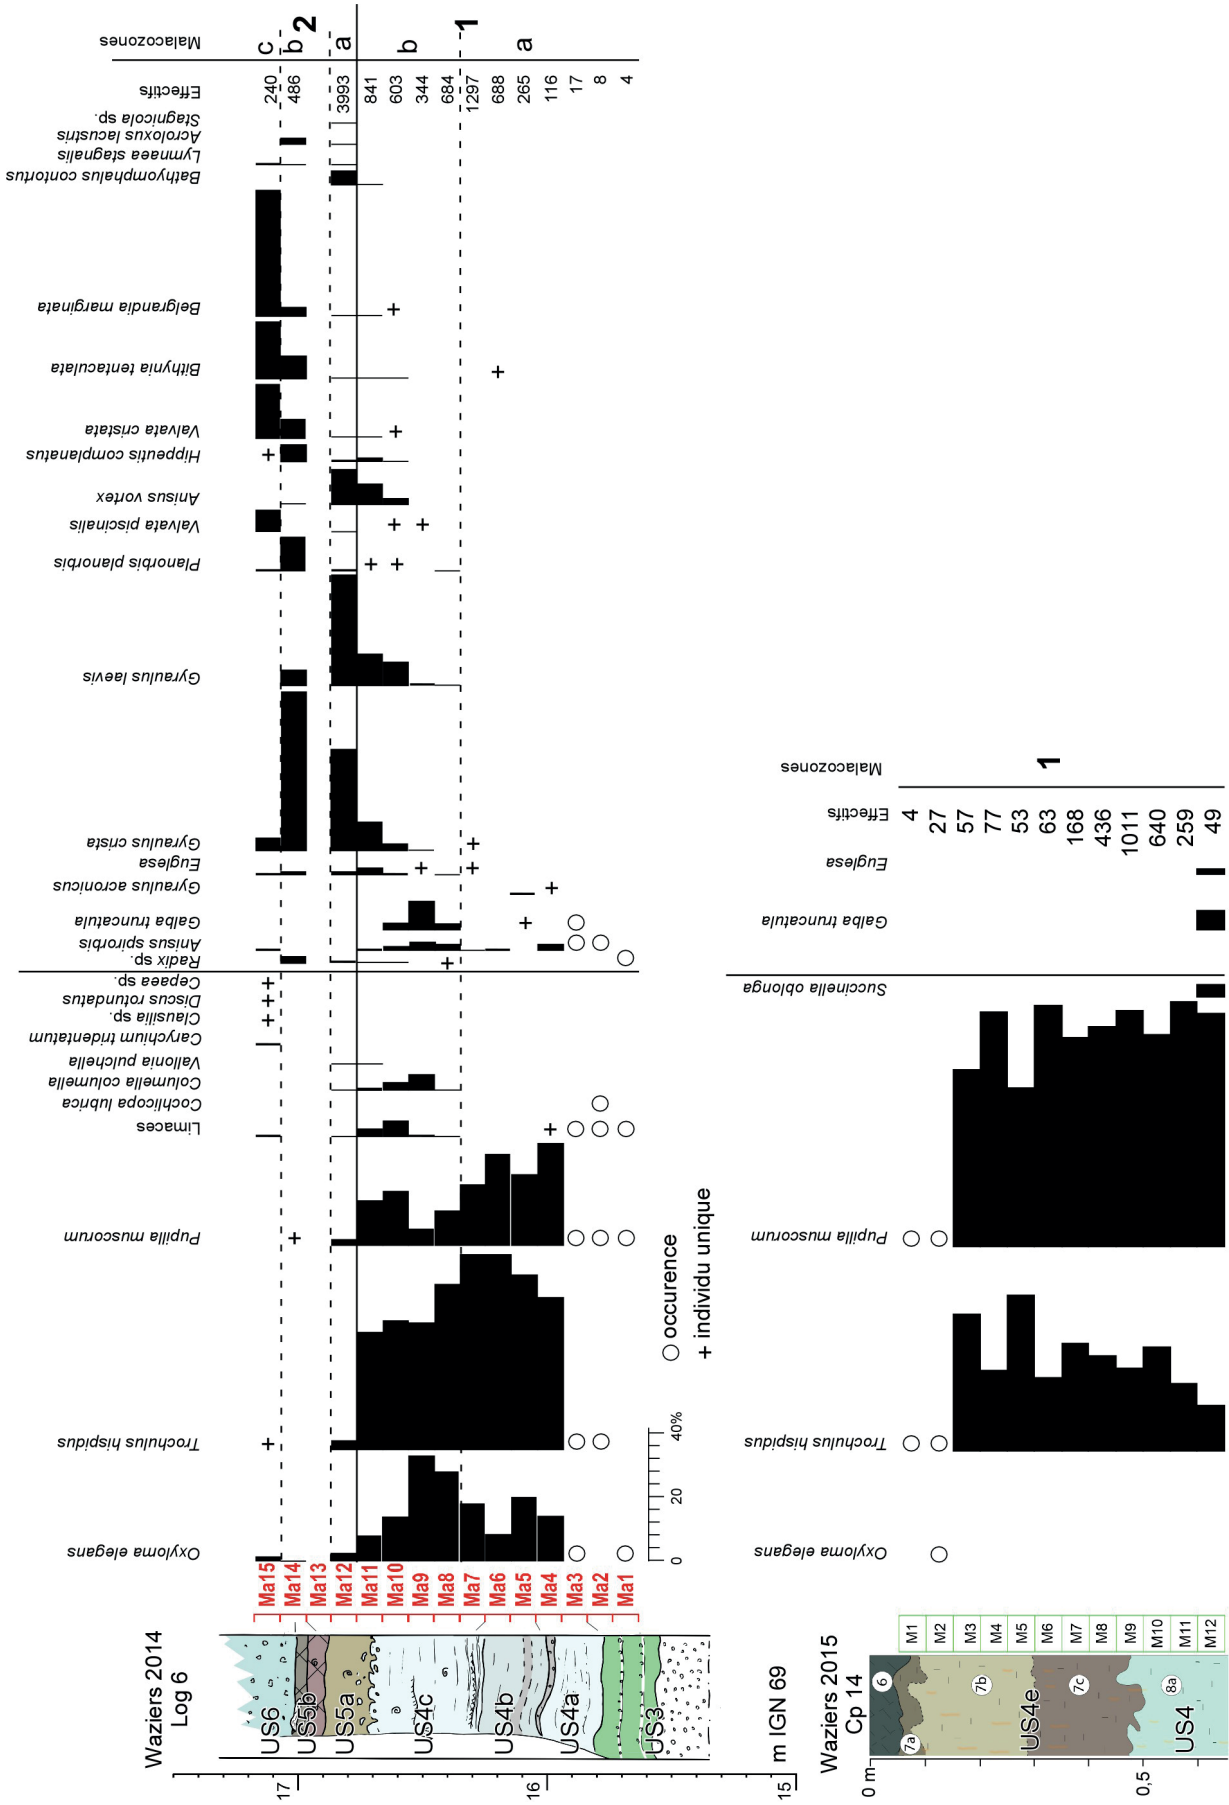 Waziers 2014
Log 6
m IGN 69
17
16
15
US6
US5b
US5a
US4c
US4b
US4a
US3
Ma15
Ma14
Ma13
Ma12
Ma11
Ma10
Ma9
Ma8
Ma7
Ma6
Ma5
Ma4
Ma3
Ma2
Ma1
Oxyloma elegans
Trochulus hispidus
Pupilla muscorum
Limaces
Cochlicopa lubrica
Columella columella
Vallonia pulchella
Carychium tridentatum
Clausilia sp.
Discus rotundatus
Cepaea sp.
Radix sp.
Anisus spirorbis
Galba truncatula
Gyraulus acronicus
Euglesa
Gyraulus crista
Gyraulus laevis
Planorbis planorbis
Valvata piscinalis
Anisus vortex
Hippeutis complanatus
Valvata cristata
Bithynia tentaculata
Belgrandia marginata
Bathyomphalus contortus
Lymnaea stagnalis
Acroloxus lacustris
Stagnicola sp.
Effectifs
Malacozones
240
486
3993
841
603
344
684
1297
688
265
116
17
8
4
c
b
2
a
b
1
a
0
20
40%
occurence
+ individu unique
Waziers 2015
Cp 14
0 m
0,5
6
7a
7b
US4e
7c
8a
US4
M1
M2
M3
M4
M5
M6
M7
M8
M9
M10
M11
M12
Oxyloma elegans
Trochulus hispidus
Pupilla muscorum
Succinella oblonga
Galba truncatula
Euglesa
Effectifs
Malacozones
4
27
57
77
53
63
168
436
1011
640
259
49
1